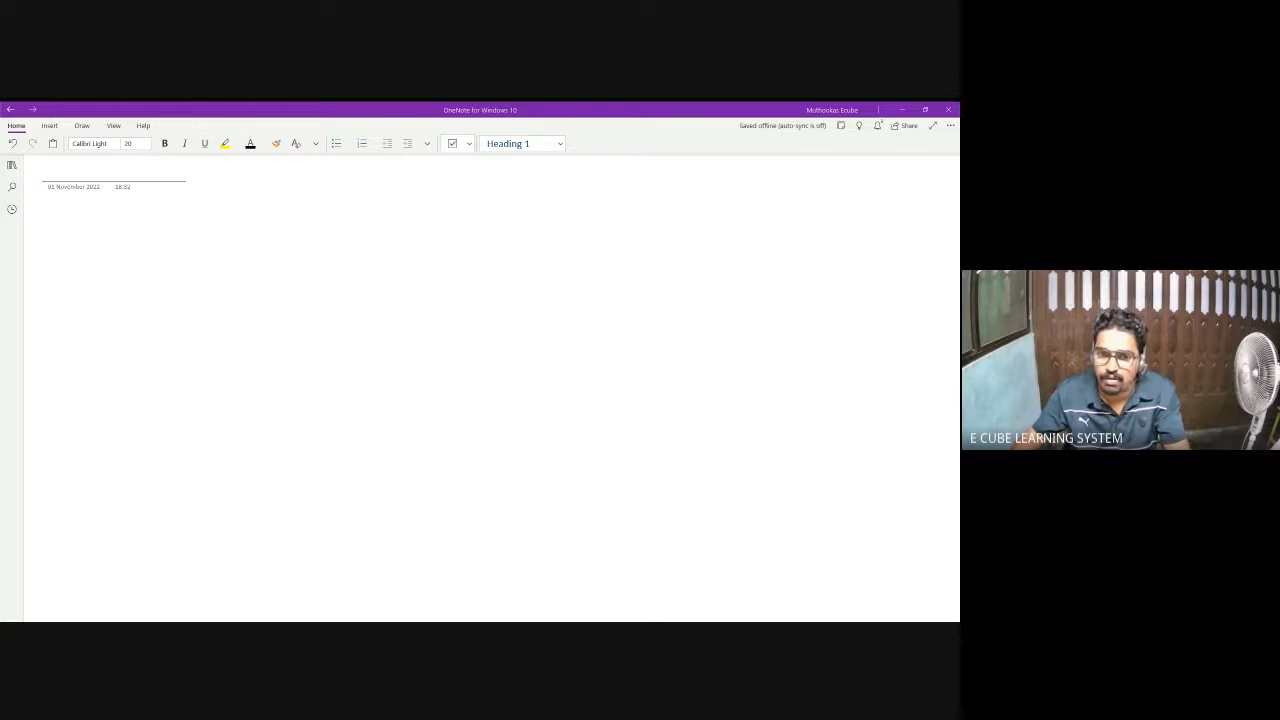 OneNote for Windows 10
Muthookas Ecube
Home Insert Draw View Help
Saved offline (auto-sync is off)
Share
Calibri Light 20
B I U A A
Heading 1
01 November 2022 18:32
E CUBE LEARNING SYSTEM